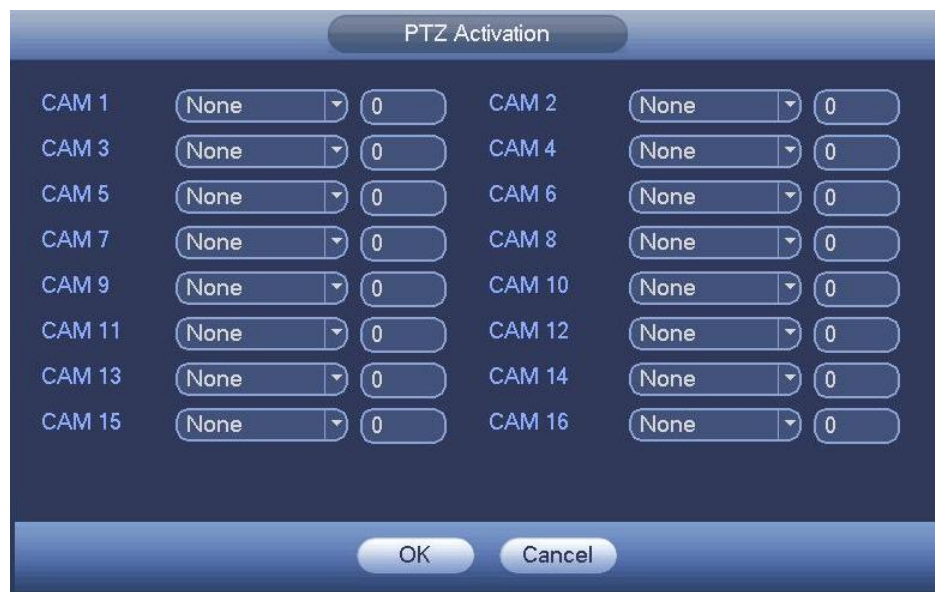 PTZ Activation
CAM 1 None 0 CAM 2 None 0
CAM 3 None 0 CAM 4 None 0
CAM 5 None 0 CAM 6 None 0
CAM 7 None 0 CAM 8 None 0
CAM 9 None 0 CAM 10 None 0
CAM 11 None 0 CAM 12 None 0
CAM 13 None 0 CAM 14 None 0
CAM 15 None 0 CAM 16 None 0
OK Cancel